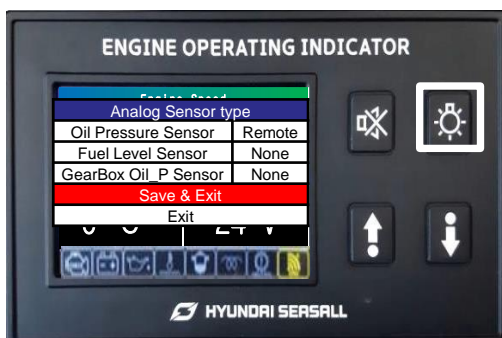 ENGINE OPERATING INDICATOR
Analog Sensor type
Oil Pressure Sensor Remote
Fuel Level Sensor None
GearBox Oil_P Sensor None
Save & Exit
Exit
HYUNDAI SEASALL